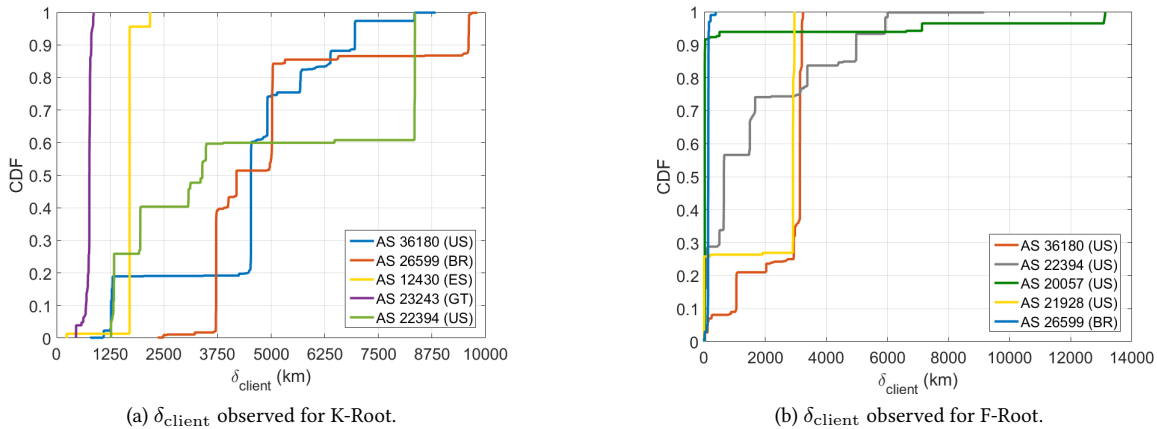 1
0.9
0.8
0.7
0.6
0.5
0.4
0.3
0.2
0.1
0
CDF
AS 36180 (US)
AS 26599 (BR)
AS 12430 (ES)
AS 23243 (GT)
AS 22394 (US)
0 1250 2500 3750 5000 6250 7500 8750 10000
δclient (km)
(a) δclient observed for K-Root.
1
0.9
0.8
0.7
0.6
0.5
0.4
0.3
0.2
0.1
0
CDF
AS 36180 (US)
AS 22394 (US)
AS 20057 (US)
AS 21928 (US)
AS 26599 (BR)
0 2000 4000 6000 8000 10000 12000 14000
δclient (km)
(b) δclient observed for F-Root.